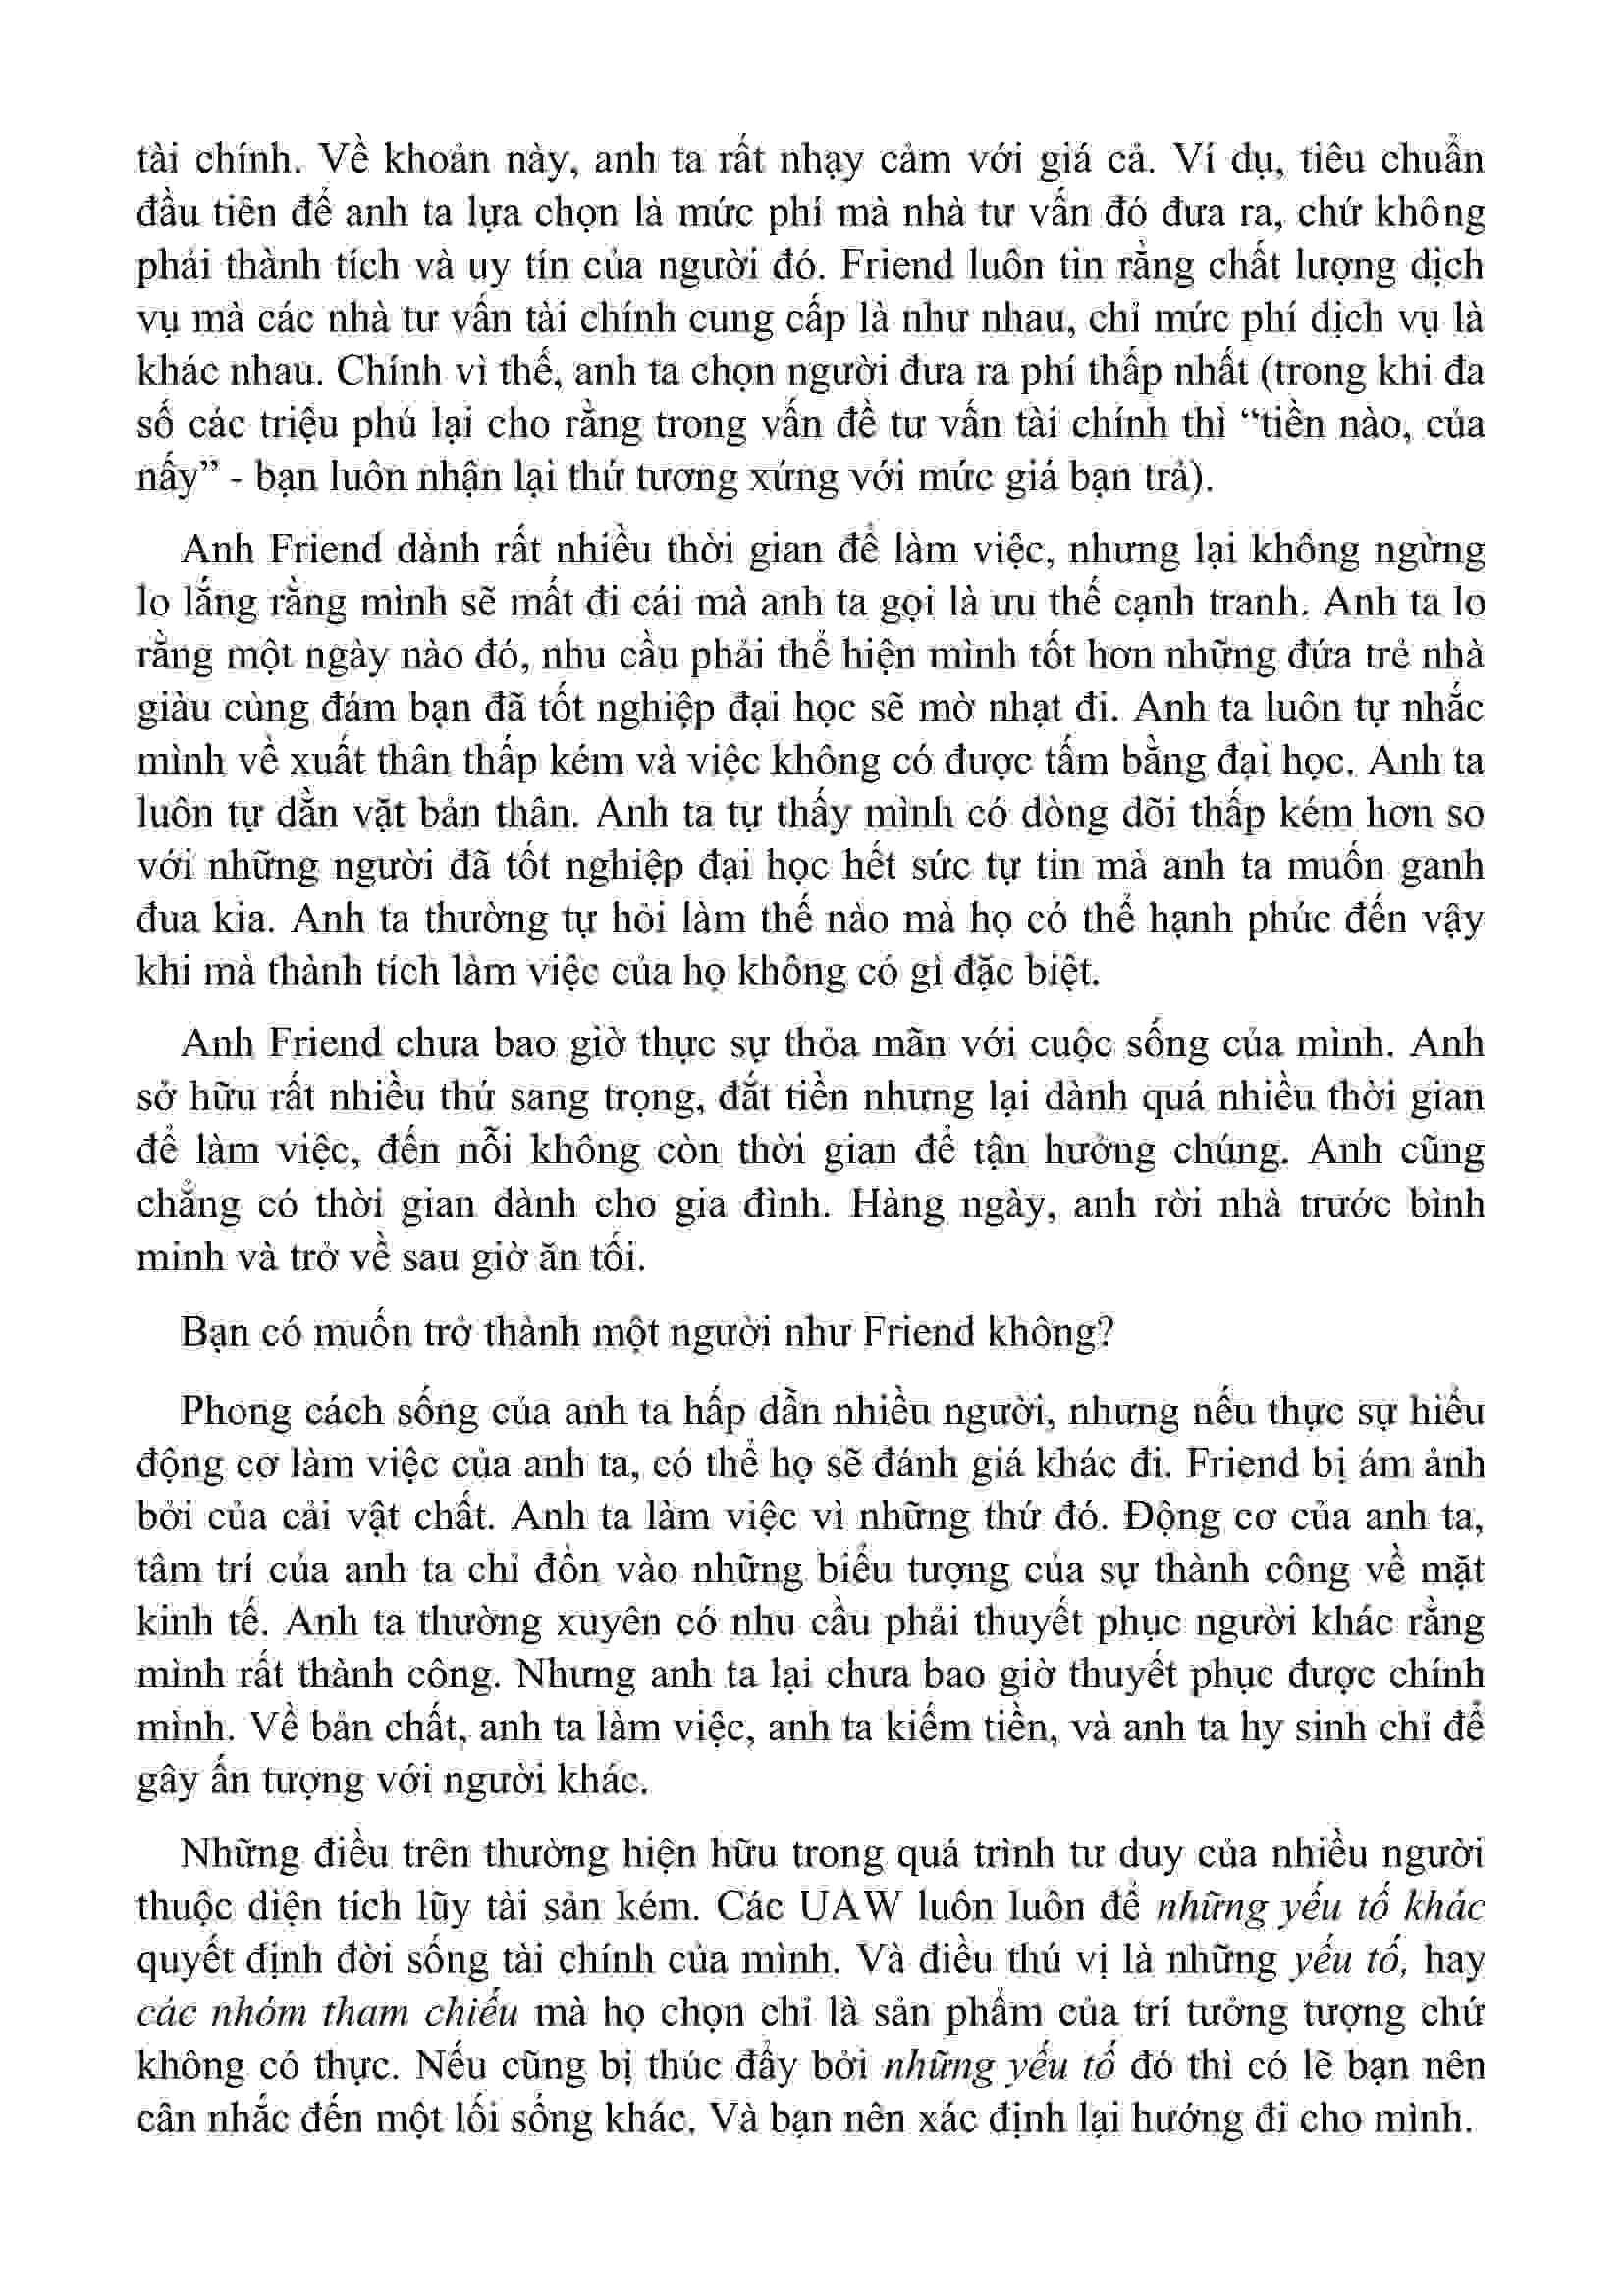 tài chính. Về khoản này, anh ta rất nhạy cảm với giá cả. Ví dụ, tiêu chuẩn
đầu tiên để anh ta lựa chọn là mức phí mà nhà tư vấn đó đưa ra, chứ không
phải thành tích và uy tín của người đó. Friend luôn tin rằng chất lượng dịch
vụ mà các nhà tư vấn tài chính cung cấp là như nhau, chỉ mức phí dịch vụ là
khác nhau. Chính vì thế, anh ta chọn người đưa ra phí thấp nhất (trong khi đa
số các triệu phú lại cho rằng trong vấn đề tư vấn tài chính thì “tiền nào, của
nấy” - bạn luôn nhận lại thứ tương xứng với mức giá bạn trả).
Anh Friend dành rất nhiều thời gian để làm việc, nhưng lại không ngừng
lo lắng rằng mình sẽ mất đi cái mà anh ta gọi là ưu thế cạnh tranh. Anh ta lo
rằng một ngày nào đó, nhu cầu phải thể hiện mình tốt hơn những đứa trẻ nhà
giàu cùng đám bạn đã tốt nghiệp đại học sẽ mờ nhạt đi. Anh ta luôn tự nhắc
mình về xuất thân thấp kém và việc không có được tấm bằng đại học. Anh ta
luôn tự dằn vặt bản thân. Anh ta tự thấy mình có dòng dõi thấp kém hơn so
với những người đã tốt nghiệp đại học hết sức tự tin mà anh ta muốn ganh
đua kia. Anh ta thường tự hỏi làm thế nào mà họ có thể hạnh phúc đến vậy
khi mà thành tích làm việc của họ không có gì đặc biệt.
Anh Friend chưa bao giờ thực sự thỏa mãn với cuộc sống của mình. Anh
sở hữu rất nhiều thứ sang trọng, đắt tiền nhưng lại dành quá nhiều thời gian
để làm việc, đến nỗi không còn thời gian để tận hưởng chúng. Anh cũng
chẳng có thời gian dành cho gia đình. Hàng ngày, anh rời nhà trước bình
minh và trở về sau giờ ăn tối.
Bạn có muốn trở thành một người như Friend không?
Phong cách sống của anh ta hấp dẫn nhiều người, nhưng nếu thực sự hiểu
động cơ làm việc của anh ta, có thể họ sẽ đánh giá khác đi. Friend bị ám ảnh
bởi của cải vật chất. Anh ta làm việc vì những thứ đó. Động cơ của anh ta,
tâm trí của anh ta chỉ đồn vào những biểu tượng của sự thành công về mặt
kinh tế. Anh ta thường xuyên có nhu cầu phải thuyết phục người khác rằng
mình rất thành công. Nhưng anh ta lại chưa bao giờ thuyết phục được chính
mình. Về bản chất, anh ta làm việc, anh ta kiếm tiền, và anh ta hy sinh chỉ để
gây ấn tượng với người khác.
Những điều trên thường hiện hữu trong quá trình tư duy của nhiều người
thuộc diện tích lũy tài sản kém. Các UAW luôn luôn để những yếu tố khác
quyết định đời sống tài chính của mình. Và điều thú vị là những yếu tố, hay
các nhóm tham chiếu mà họ chọn chỉ là sản phẩm của trí tưởng tượng chứ
không có thực. Nếu cũng bị thúc đẩy bởi những yếu tố đó thì có lẽ bạn nên
cân nhắc đến một lối sống khác. Và bạn nên xác định lại hướng đi cho mình.